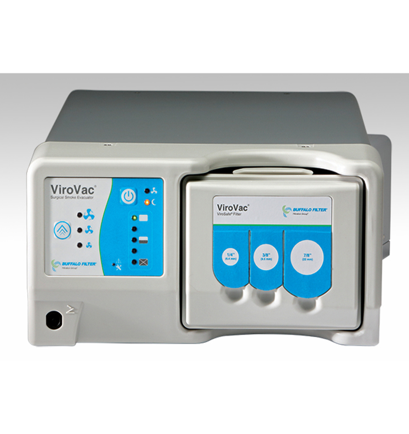 ViroVac®
Surgical Smoke Evacuator
BUFFALO FILTER®
ViroVac®
ViroSafe® Filter
BUFFALO FILTER®
1/4"
3/8"
7/8"